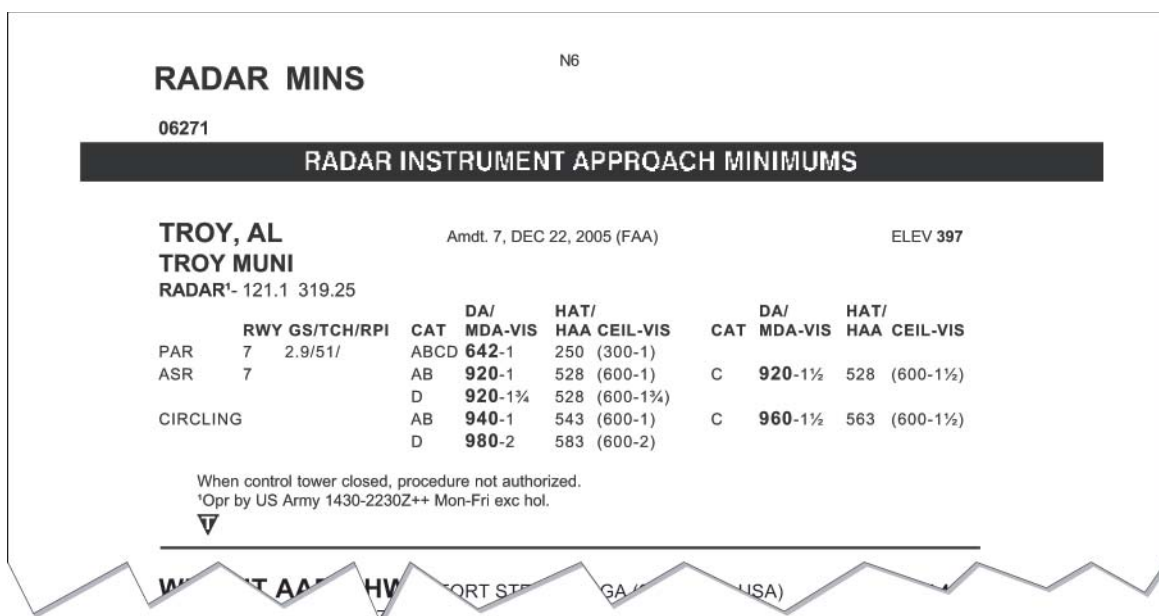 N6
RADAR MINS
06271
RADAR INSTRUMENT APPROACH MINIMUMS
TROY, AL Amdt. 7, DEC 22, 2005 (FAA) ELEV 397
TROY MUNI
RADAR¹- 121.1 319.25
DA/ HAT/ DA/ HAT/
RWY GS/TCH/RPI CAT MDA-VIS HAA CEIL-VIS CAT MDA-VIS HAA CEIL-VIS
PAR 7 2.9/51/ ABCD 642-1 250 (300-1)
ASR 7 AB 920-1 528 (600-1) C 920-1½ 528 (600-1½)
D 920-1¾ 528 (600-1¾)
CIRCLING AB 940-1 543 (600-1) C 960-1½ 563 (600-1½)
D 980-2 583 (600-2)
When control tower closed, procedure not authorized.
¹Opr by US Army 1430-2230Z++ Mon-Fri exc hol.
T